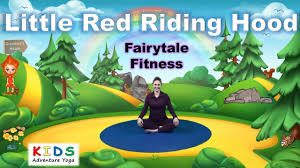 Little Red Riding Hood
Fairytale
Fitness
KIDS
Adventure Yoga